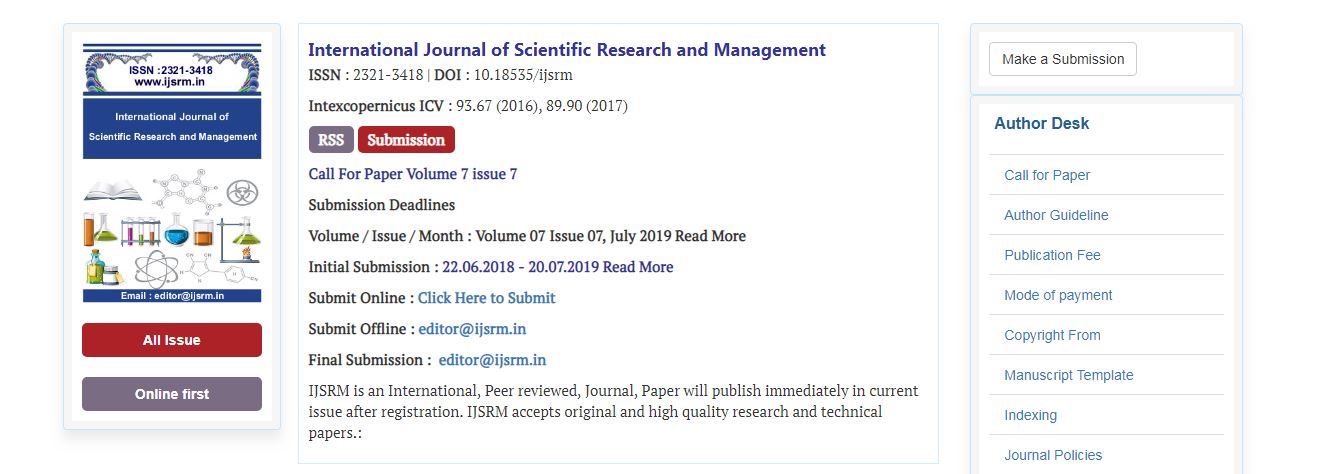 ISSN :2321-3418
www.ijsrm.in
International Journal of
Scientific Research and Management
Email : editor@ijsrm.in
All Issue
Online first
International Journal of Scientific Research and Management
ISSN : 2321-3418 | DOI : 10.18535/ijsrm
Intexcopernicus ICV : 93.67 (2016), 89.90 (2017)
RSS Submission
Call For Paper Volume 7 issue 7
Submission Deadlines
Volume / Issue / Month : Volume 07 Issue 07, July 2019 Read More
Initial Submission : 22.06.2018 - 20.07.2019 Read More
Submit Online : Click Here to Submit
Submit Offline : editor@ijsrm.in
Final Submission : editor@ijsrm.in
IJSRM is an International, Peer reviewed, Journal, Paper will publish immediately in current
issue after registration. IJSRM accepts original and high quality research and technical
papers.:
Make a Submission
Author Desk
Call for Paper
Author Guideline
Publication Fee
Mode of payment
Copyright From
Manuscript Template
Indexing
Journal Policies